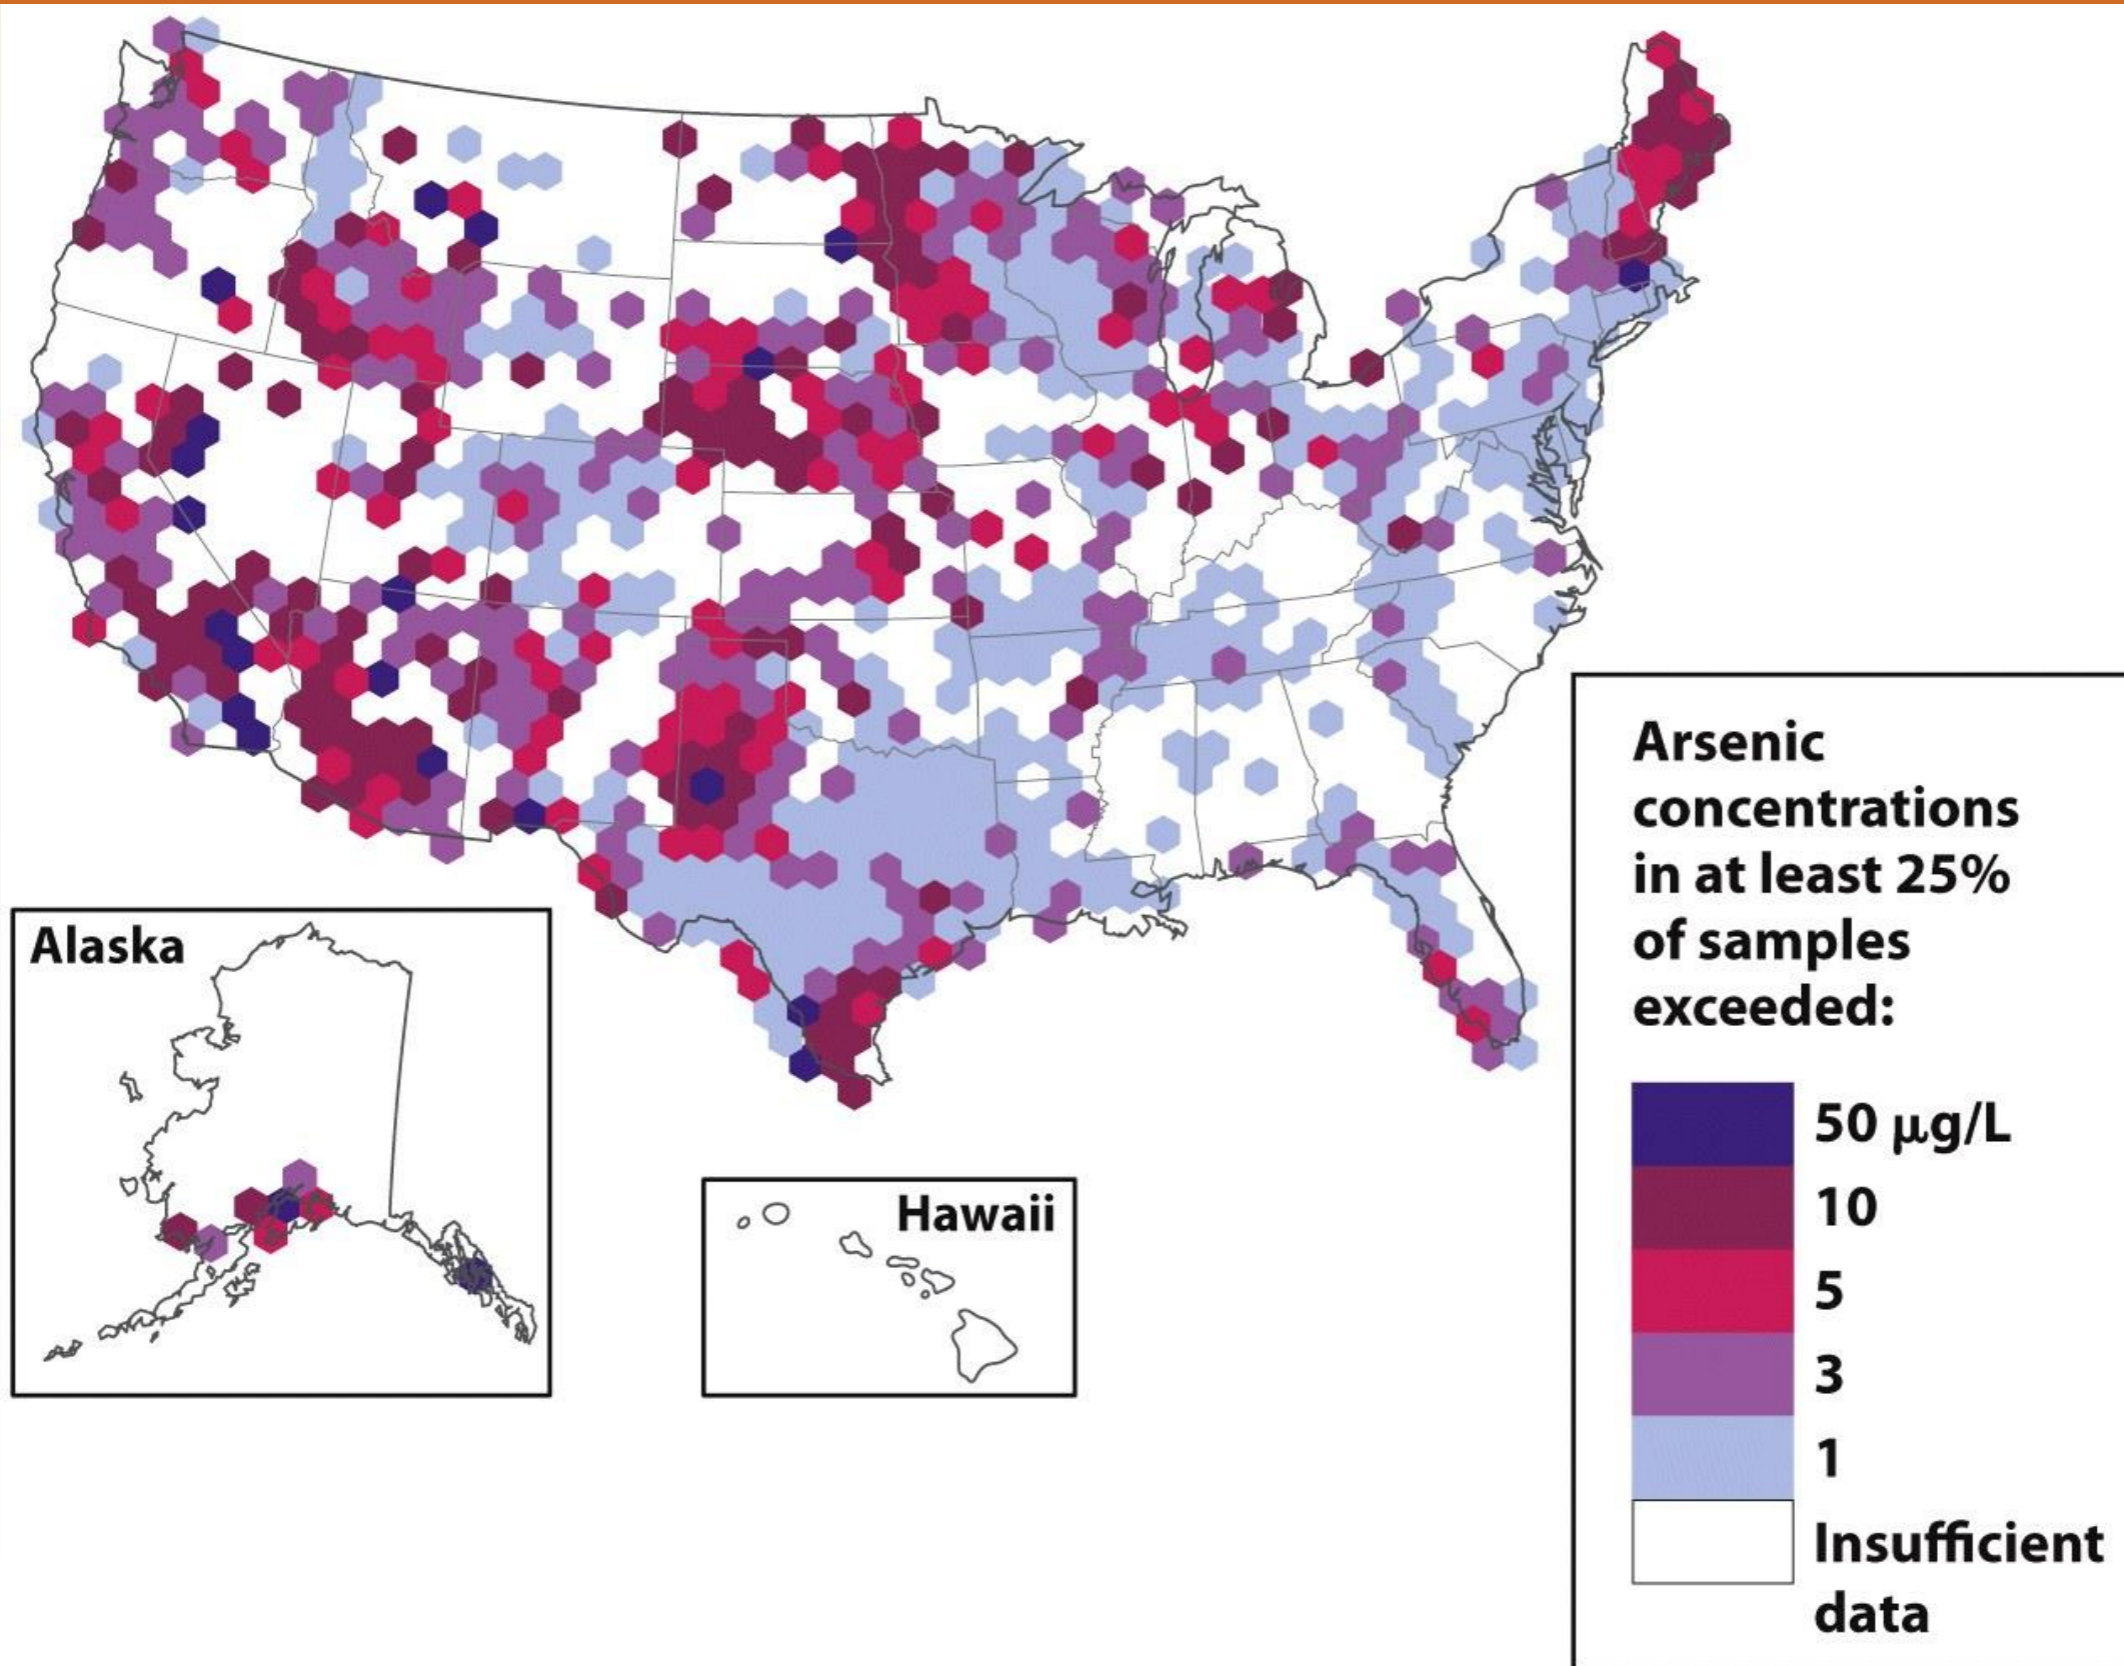 Alaska
Hawaii
Arsenic
concentrations
in at least 25%
of samples
exceeded:
50 µg/L
10
5
3
1
Insufficient
data